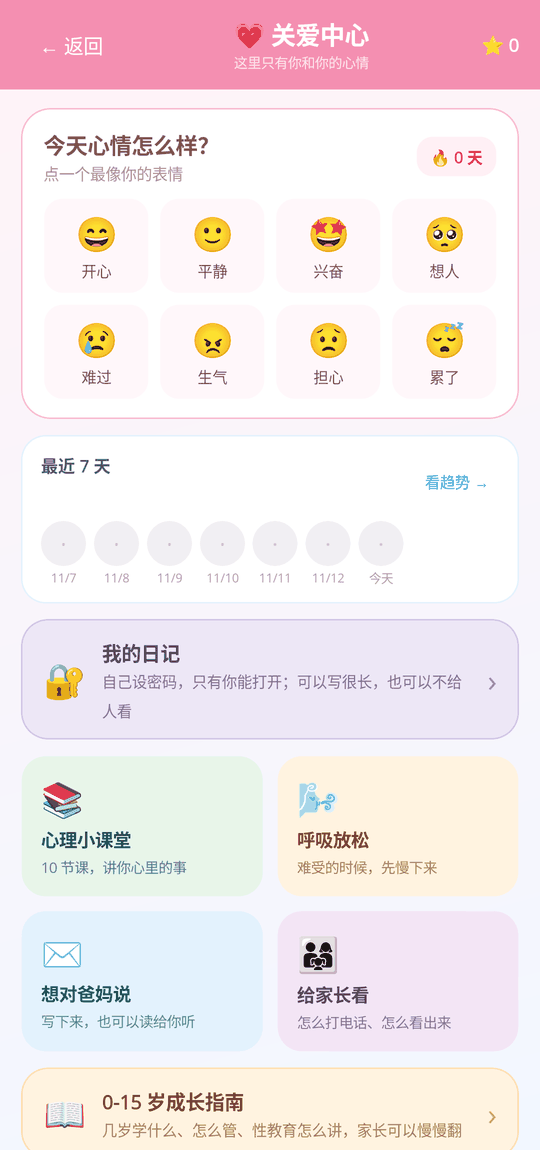 ← 返回
关爱中心
这里只有你和你的心情
0
今天心情怎么样?
点一个最像你的表情
0 天
开心
平静
兴奋
想人
难过
生气
担心
累了
最近 7 天
看趋势 →
11/7
11/8
11/9
11/10
11/11
11/12
今天
我的日记
自己设密码，只有你能打开；可以写很长，也可以不给
人看
心理小课堂
10 节课，讲你心里的事
呼吸放松
难受的时候，先慢下来
想对爸妈说
写下来，也可以读给你听
给家长看
怎么打电话、怎么看出来
0-15 岁成长指南
几岁学什么、怎么管、性教育怎么讲，家长可以慢慢翻